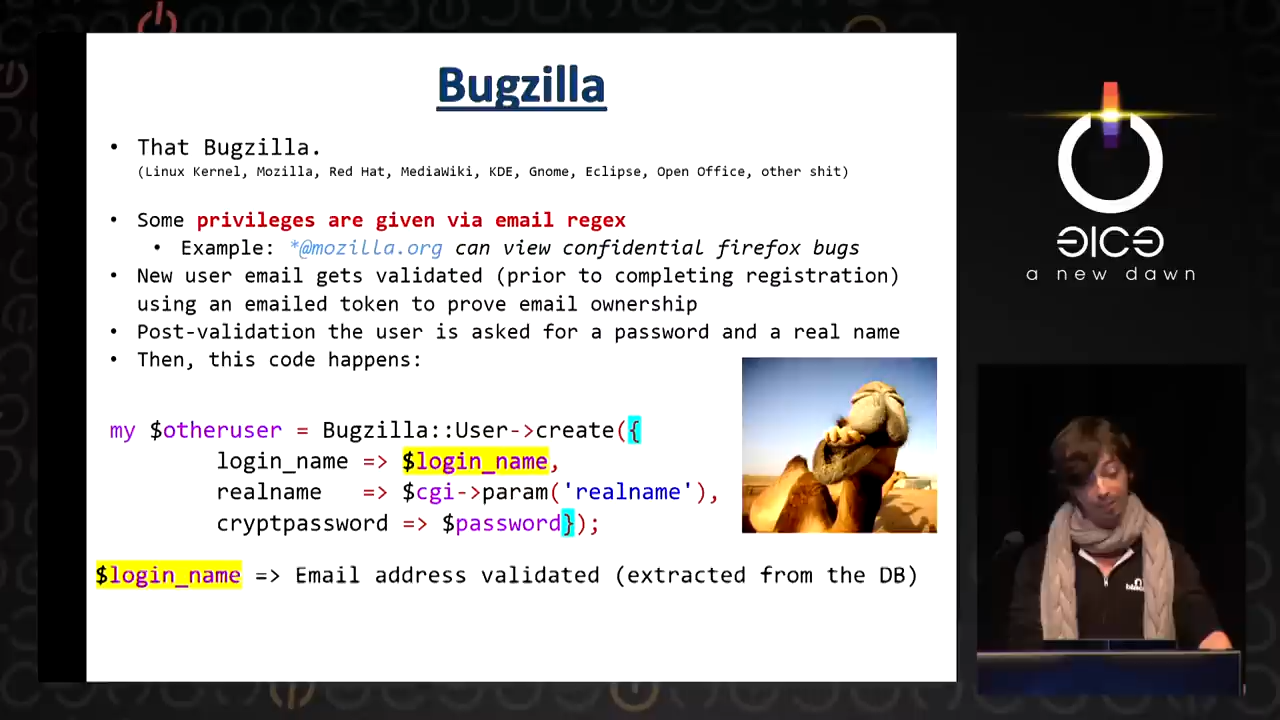 Bugzilla
• That Bugzilla.
(Linux Kernel, Mozilla, Red Hat, MediaWiki, KDE, Gnome, Eclipse, Open Office, other shit)
• Some privileges are given via email regex
• Example: *@mozilla.org can view confidential firefox bugs
• New user email gets validated (prior to completing registration)
using an emailed token to prove email ownership
• Post-validation the user is asked for a password and a real name
• Then, this code happens:
my $otheruser = Bugzilla::User->create({
login_name => $login_name,
realname => $cgi->param('realname'),
cryptpassword => $password});
$login_name => Email address validated (extracted from the DB)
a new dawn